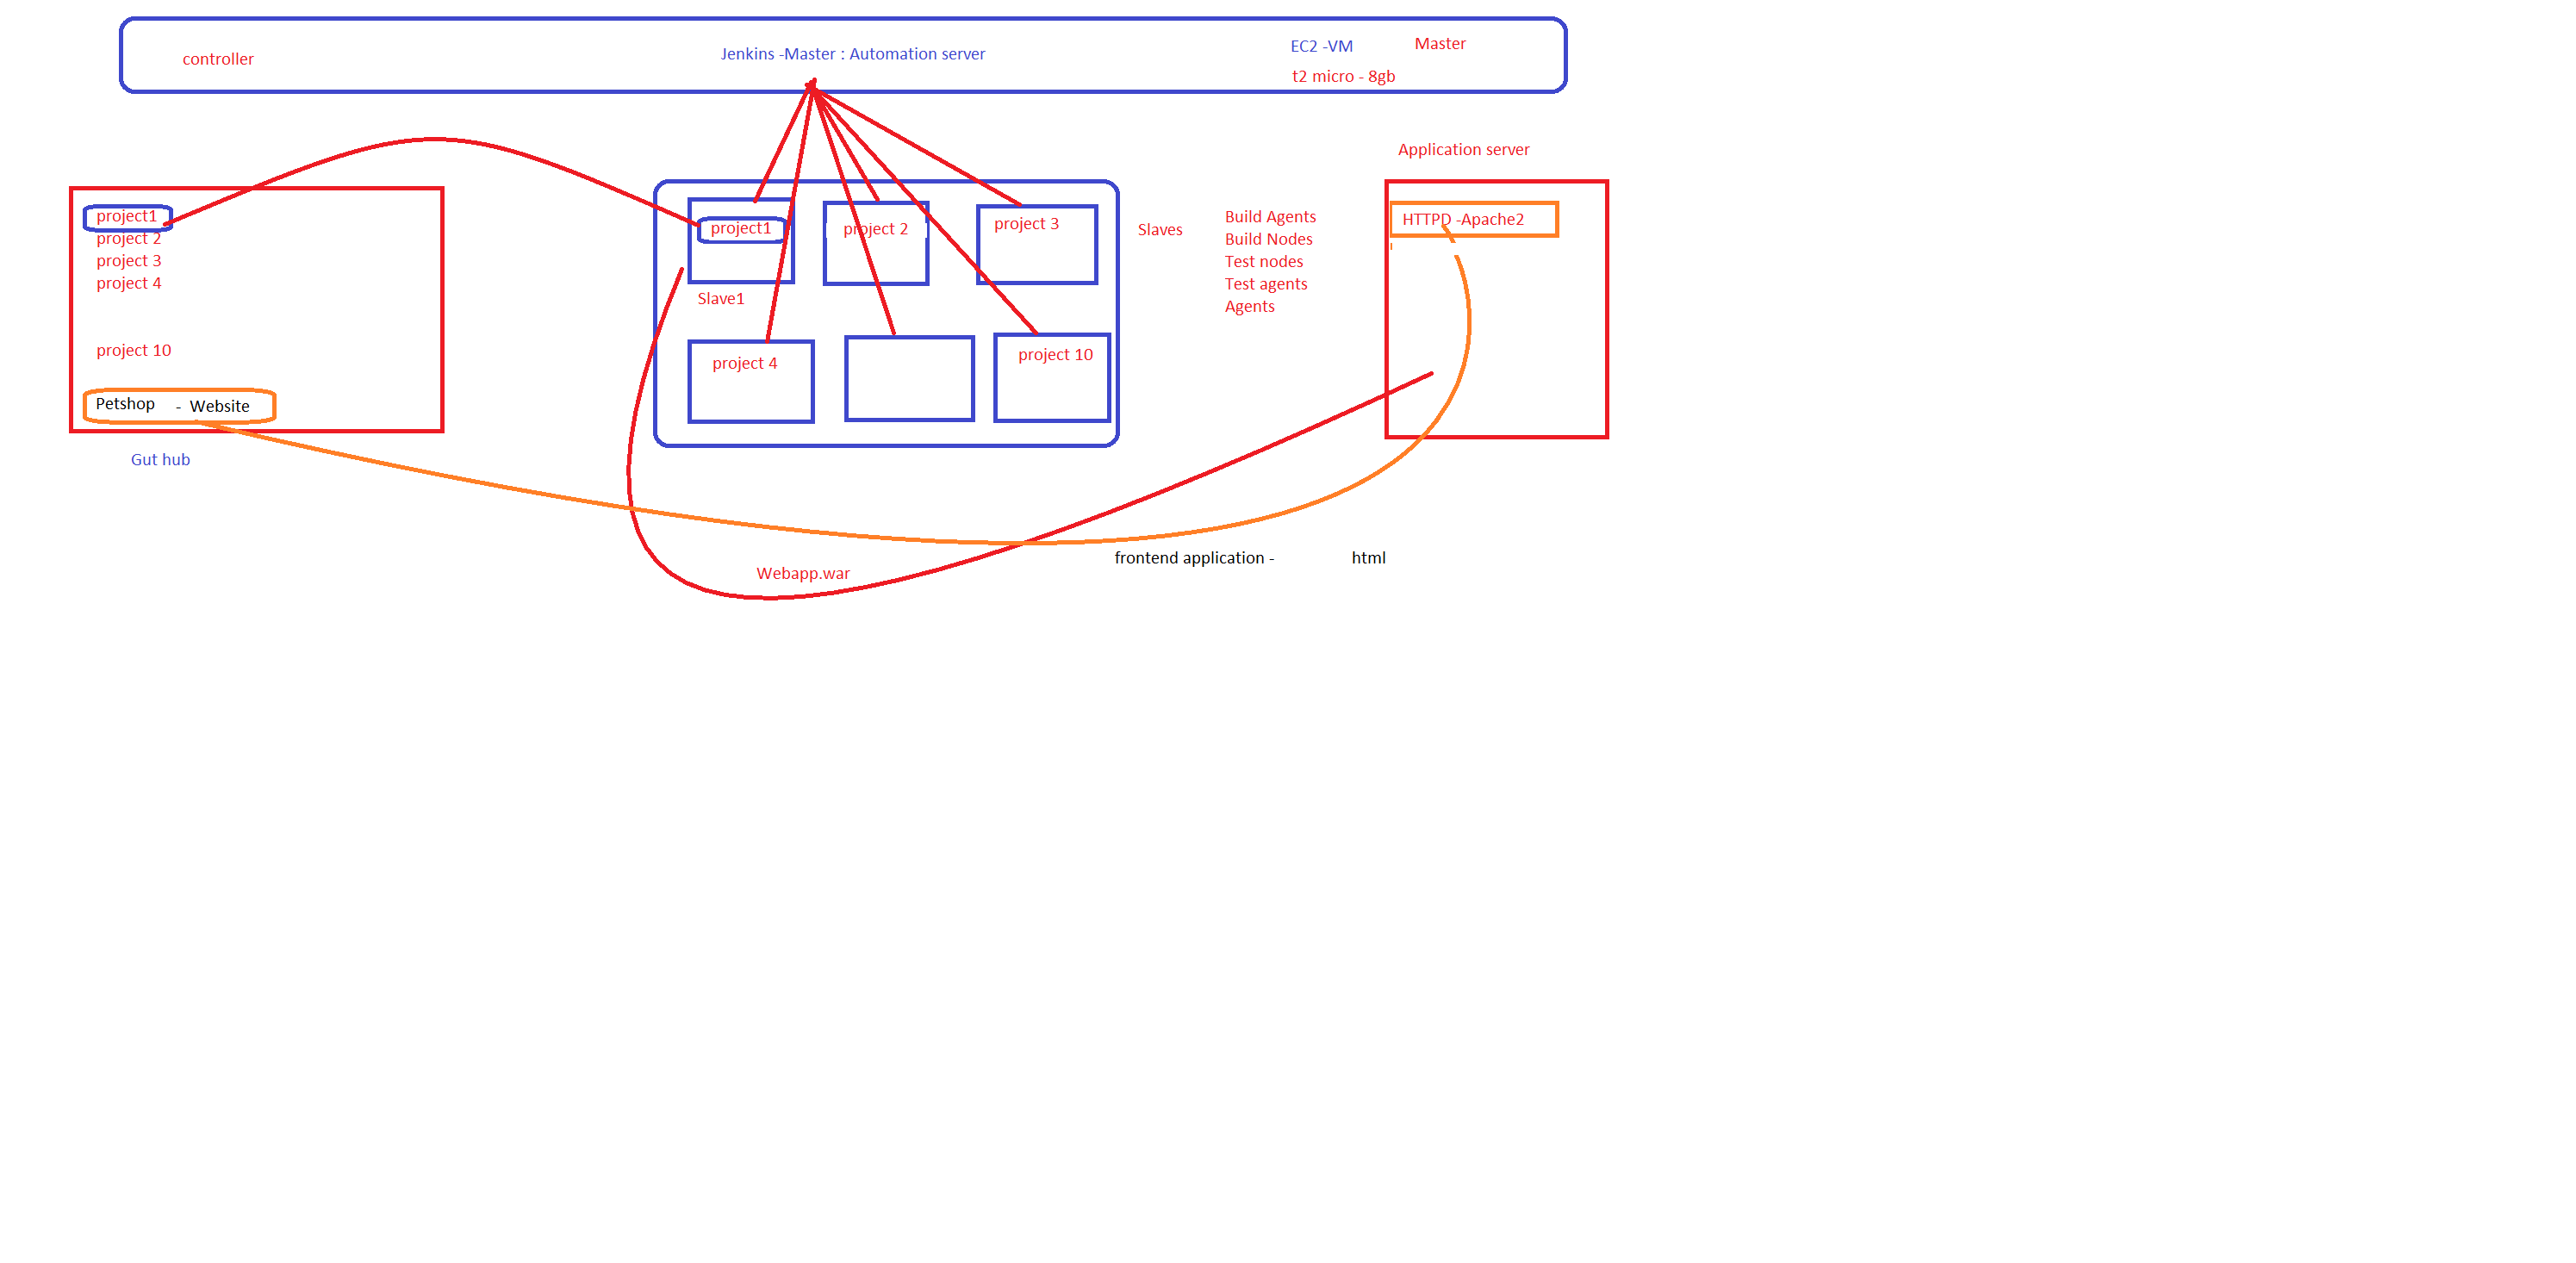 controller
Jenkins -Master : Automation server
EC2 -VM
Master
t2 micro - 8gb
Application server
project1
project 2
project 3
project 4
project 10
Petshop - Website
Gut hub
project1
project 2
project 3
Slave1
project 4
project 10
Slaves
Build Agents
Build Nodes
Test nodes
Test agents
Agents
HTTPD -Apache2
frontend application - html
Webapp.war